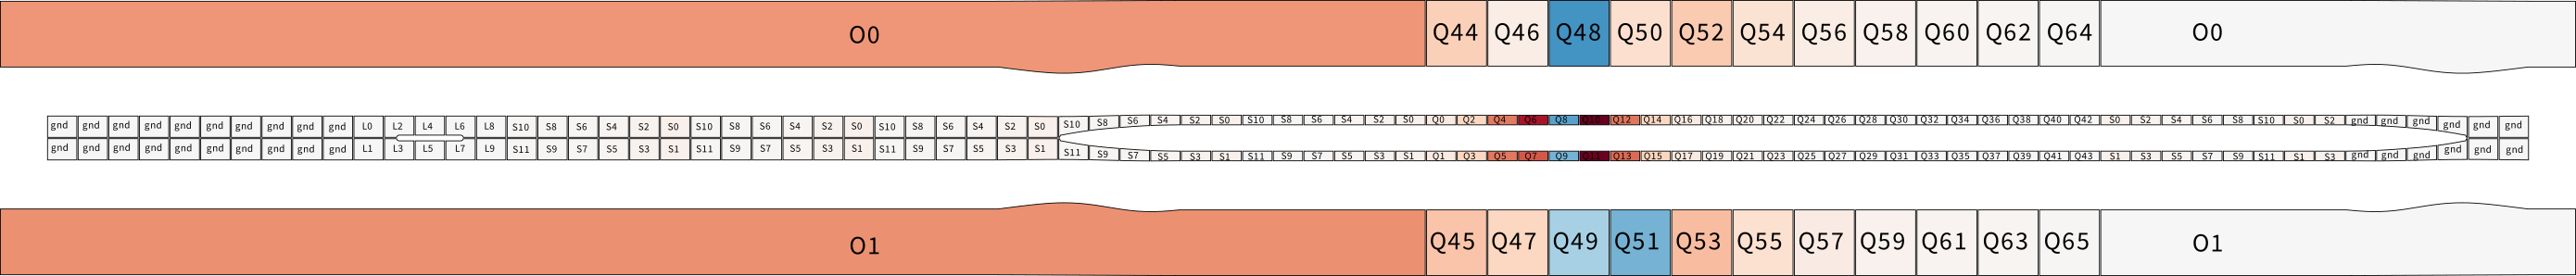 O0 Q44 Q46 Q48 Q50 Q52 Q54 Q56 Q58 Q60 Q62 Q64 O0
gnd gnd gnd gnd gnd gnd gnd gnd gnd gnd L0 L2 L4 L6 L8 S10 S8 S6 S4 S2 S0 S10 S8 S6 S4 S2 S0 S10 S8 S6 S4 S2 S0 S10 S8 S6 S4 S2 S0 S10 S8 S6 S4 S2 S0 Q0 Q2 Q4 Q6 Q8 Q10 Q12 Q14 Q16 Q18 Q20 Q22 Q24 Q26 Q28 Q30 Q32 Q34 Q36 Q38 Q40 Q42 S0 S2 S4 S6 S8 S10 S0 S2 gnd gnd gnd gnd gnd gnd
gnd gnd gnd gnd gnd gnd gnd gnd gnd gnd L1 L3 L5 L7 L9 S11 S9 S7 S5 S3 S1 S11 S9 S7 S5 S3 S1 S11 S9 S7 S5 S3 S1 S11 S9 S7 S5 S3 S1 S11 S9 S7 S5 S3 S1 Q1 Q3 Q5 Q7 Q9 Q11 Q13 Q15 Q17 Q19 Q21 Q23 Q25 Q27 Q29 Q31 Q33 Q35 Q37 Q39 Q41 Q43 S1 S3 S5 S7 S9 S11 S1 S3 gnd gnd gnd gnd gnd gnd
O1 Q45 Q47 Q49 Q51 Q53 Q55 Q57 Q59 Q61 Q63 Q65 O1